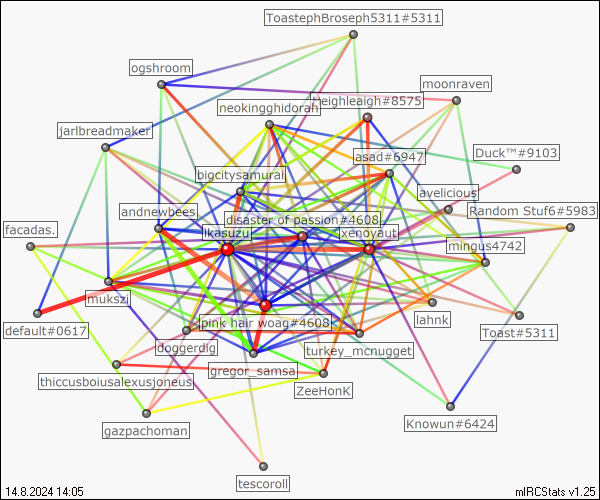 ToastephBroseph5311#5311
ogshroom
moonraven
neokingghidorah
heighleigh#8575
jarlbreadmaker
asad#6947
Duck™#9103
bigcitysamurai
ayelicious
andnewbees
disaster of passion#4608
Random Stuf6#5983
ikasuzu
xenoyaut
facadas.
mingus4742
mukszi
lahnk
default#0617
pink hair woag#4608
Toast#5311
doggerdig
turkey_mcnugget
gregor_samsa
thiccusboiusalexusjoneus
ZeeHonK
Knowun#6424
gazpachoman
tescoroll
14.8.2024 14:05
mIRCStats v1.25